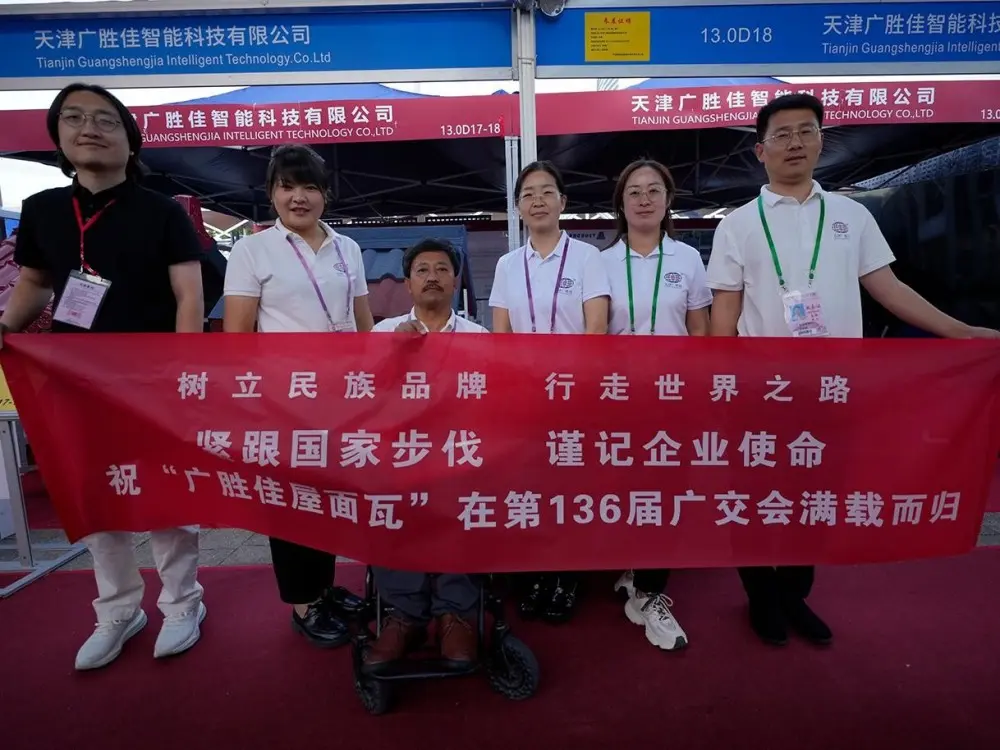 天津广胜佳智能科技有限公司
Tianjin Guangshengjia Intelligent Technology.Co.Ltd
13.0D18
天津广胜佳智能科技有限
Tianjin Guangshengjia Intelligent
广胜佳智能科技有限公司
GUANGSHENGJIA INTELLIGENT TECHNOLOGY CO.,LTD
13.0D17-18
天津广胜佳智能科技有限公司
TIANJIN GUANGSHENGJIA TECHNOLOGY CO.,LTD
树立民族品牌 行走世界之路
紧跟国家步伐 谨记企业使命
祝“广胜佳屋面瓦”在第136届广交会满载而归